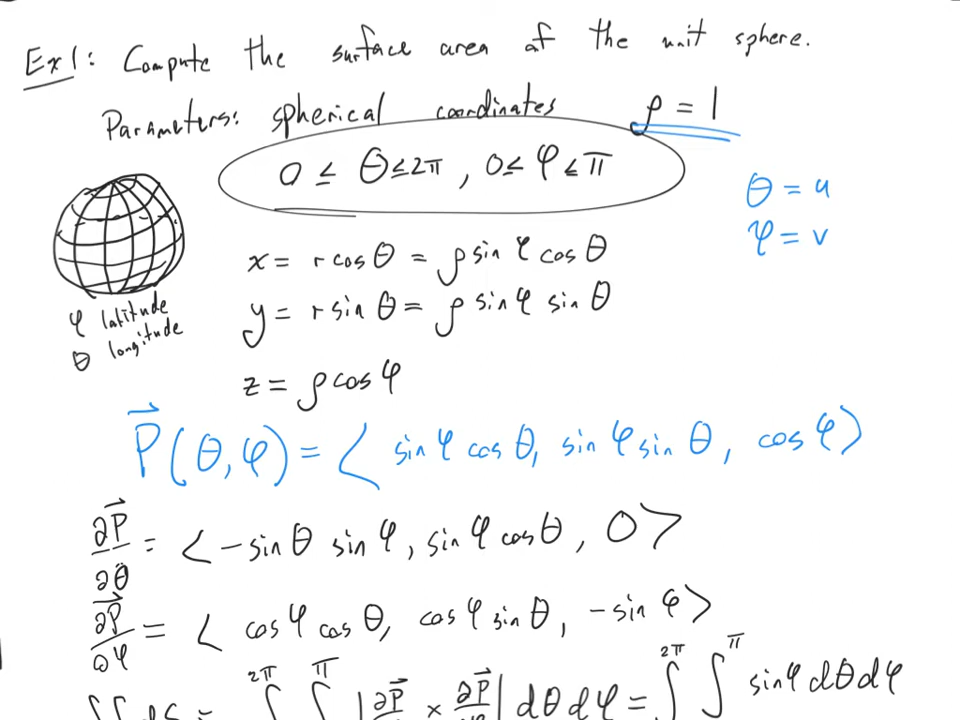 Ex1: Compute the surface area of the unit sphere.
Parameters: spherical coordinates ρ = 1
0 ≤ θ ≤ 2π , 0 ≤ φ ≤ π
θ = u
φ = v
x = r cos θ = ρ sin φ cos θ
y = r sin θ = ρ sin φ sin θ
φ latitude
θ longitude
z = ρ cos φ
P⃗(θ,φ) = ⟨ sin φ cos θ, sin φ sin θ, cos φ⟩
∂P⃗/∂θ = < -sin θ sin φ, sin φ cos θ, 0 >
∂P⃗/∂φ = < cos φ cos θ, cos φ sin θ, -sin φ >
∬ dS = ∫₀^2π ∫₀^π |∂P⃗ × ∂P⃗| dθ dφ = ∫^2π ∫^π sin φ dθ dφ